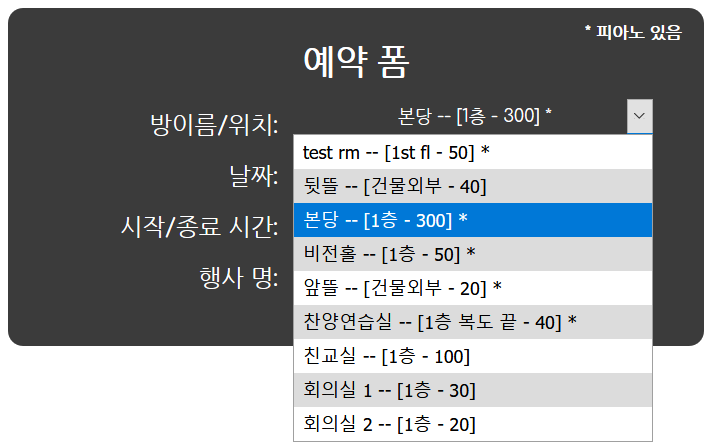 * 피아노 있음
예약 폼
방이름/위치: 본당 -- [1층 - 300] *
날짜:
시작/종료 시간:
행사 명:
test rm -- [1st fl - 50] *
뒷뜰 -- [건물외부 - 40]
본당 -- [1층 - 300] *
비전홀 -- [1층 - 50] *
앞뜰 -- [건물외부 - 20] *
찬양연습실 -- [1층 복도 끝 - 40] *
친교실 -- [1층 - 100]
회의실 1 -- [1층 - 30]
회의실 2 -- [1층 - 20]